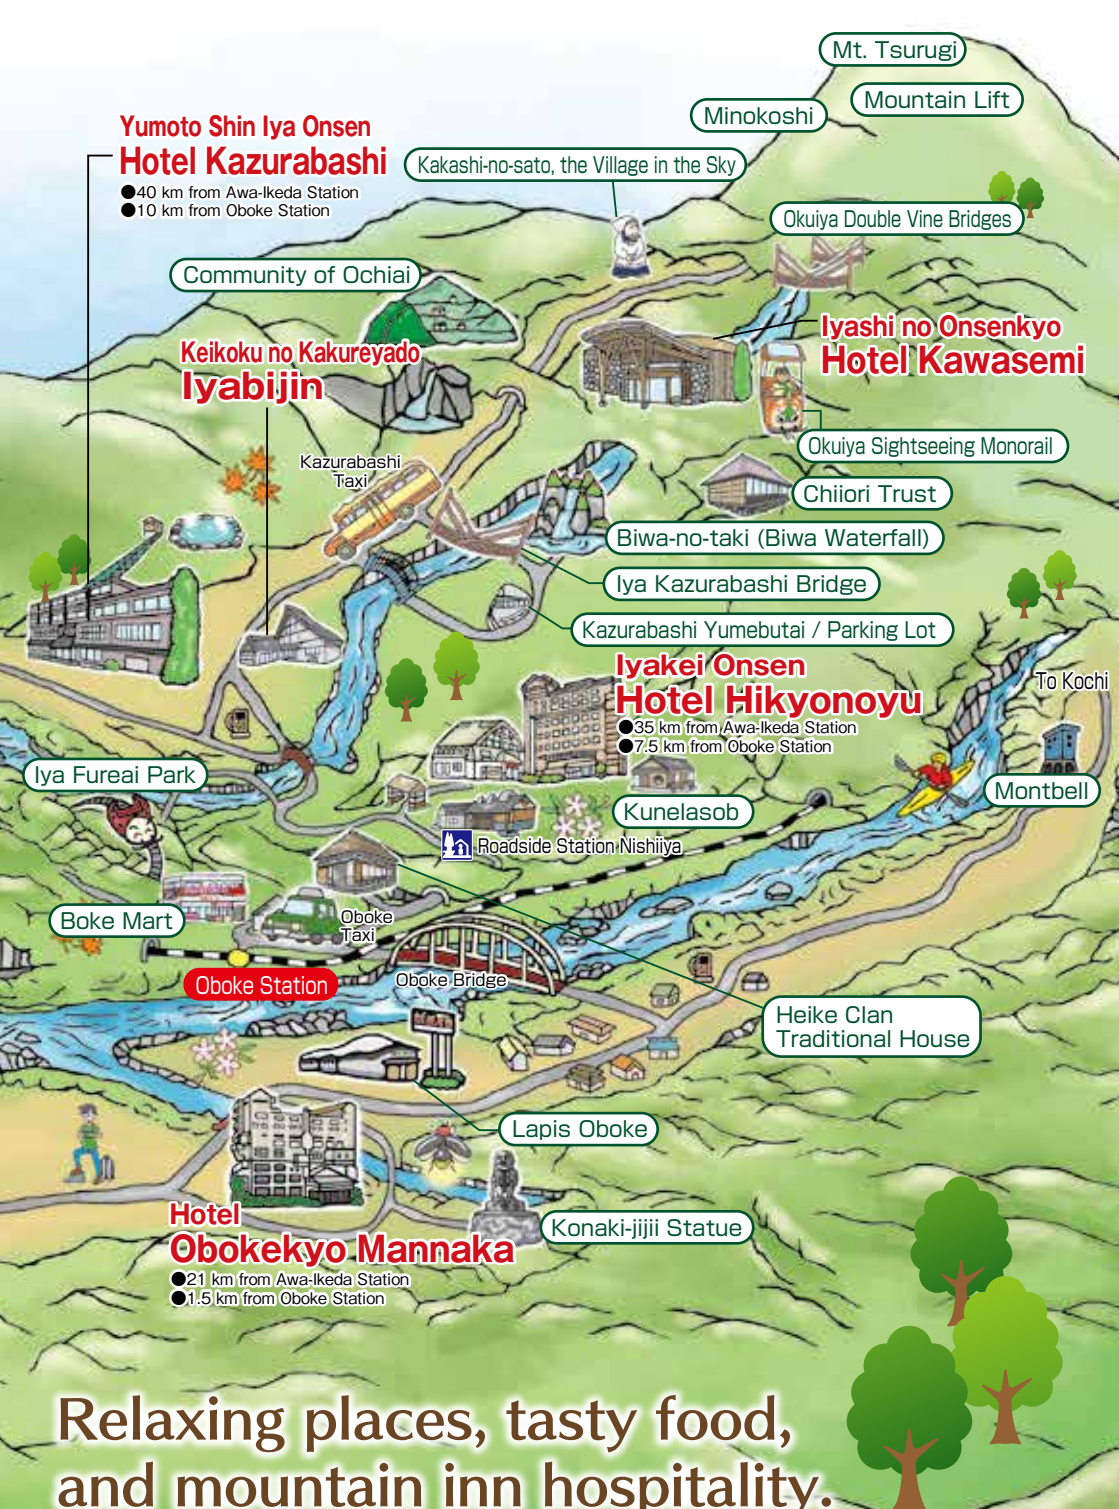 Mt. Tsurugi
Mountain Lift
Minokoshi
Yumoto Shin Iya Onsen
Hotel Kazurabashi
●40 km from Awa-Ikeda Station
●10 km from Oboke Station
Kakashi-no-sato, the Village in the Sky
Okuiya Double Vine Bridges
Community of Ochiai
Iyashi no Onsenkyo
Hotel Kawasemi
Keikoku no Kakureyado
Iyabijin
Okuiya Sightseeing Monorail
Kazurabashi
Taxi
Chiiori Trust
Biwa-no-taki (Biwa Waterfall)
Iya Kazurabashi Bridge
Kazurabashi Yumebutai / Parking Lot
Iyakei Onsen
Hotel Hikyonoyu
●35 km from Awa-Ikeda Station
●7.5 km from Oboke Station
To Kochi
Iya Fureai Park
Montbell
Kunelasob
Roadside Station Nishiiya
Boke Mart
Oboke
Taxi
Oboke Station
Oboke Bridge
Heike Clan
Traditional House
Lapis Oboke
Konaki-jijii Statue
Hotel
Obokekyo Mannaka
●21 km from Awa-Ikeda Station
●1.5 km from Oboke Station
Relaxing places, tasty food,
and mountain inn hospitality.